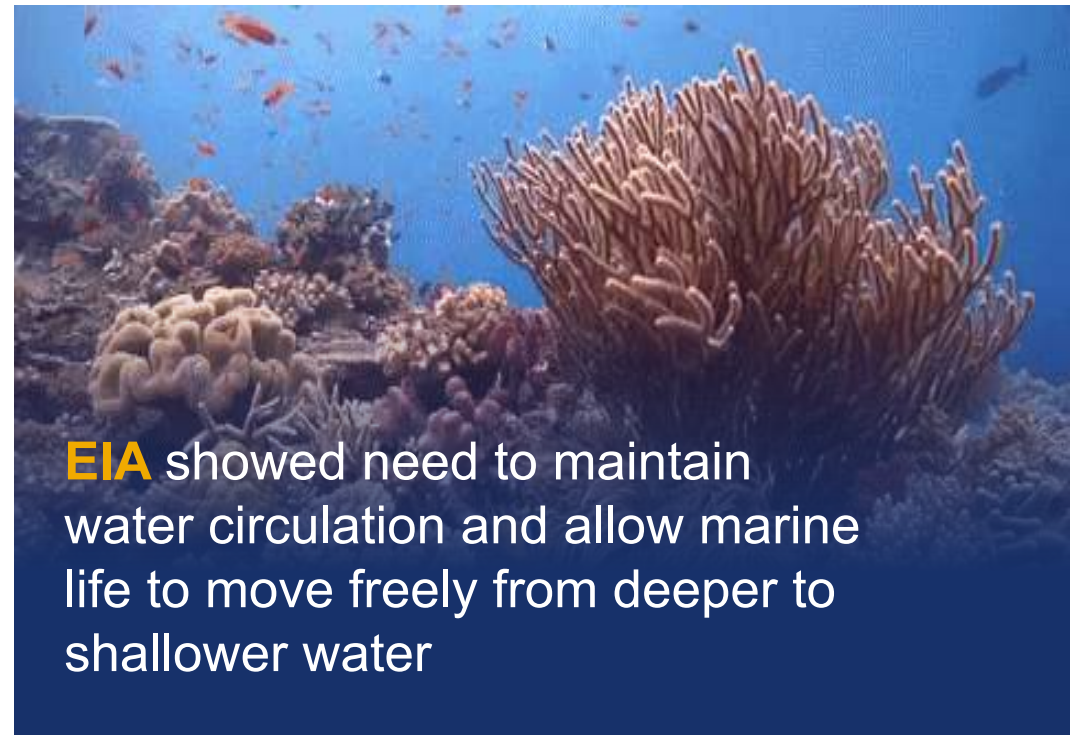 EIA showed need to maintain
water circulation and allow marine
life to move freely from deeper to
shallower water